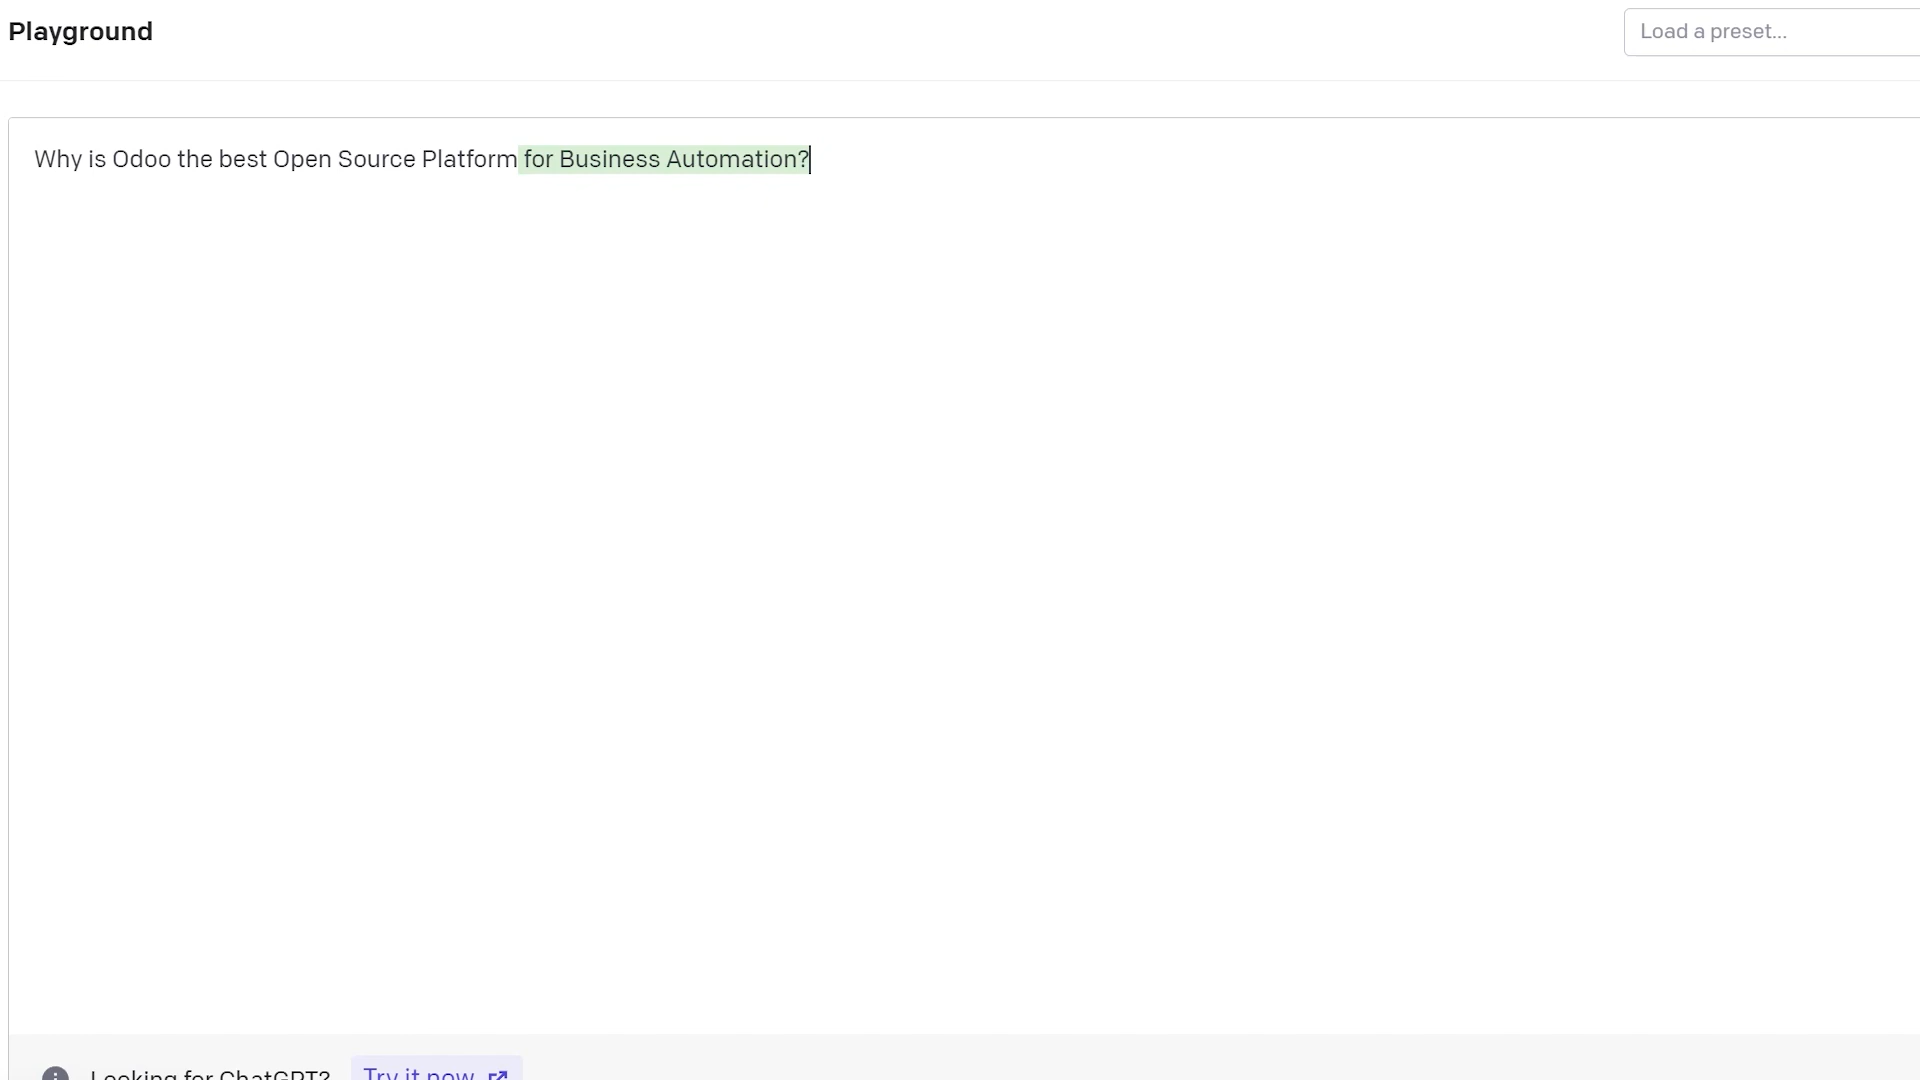 Playground
Load a preset...
Why is Odoo the best Open Source Platform for Business Automation?
Looking for ChatGPT? Try it now